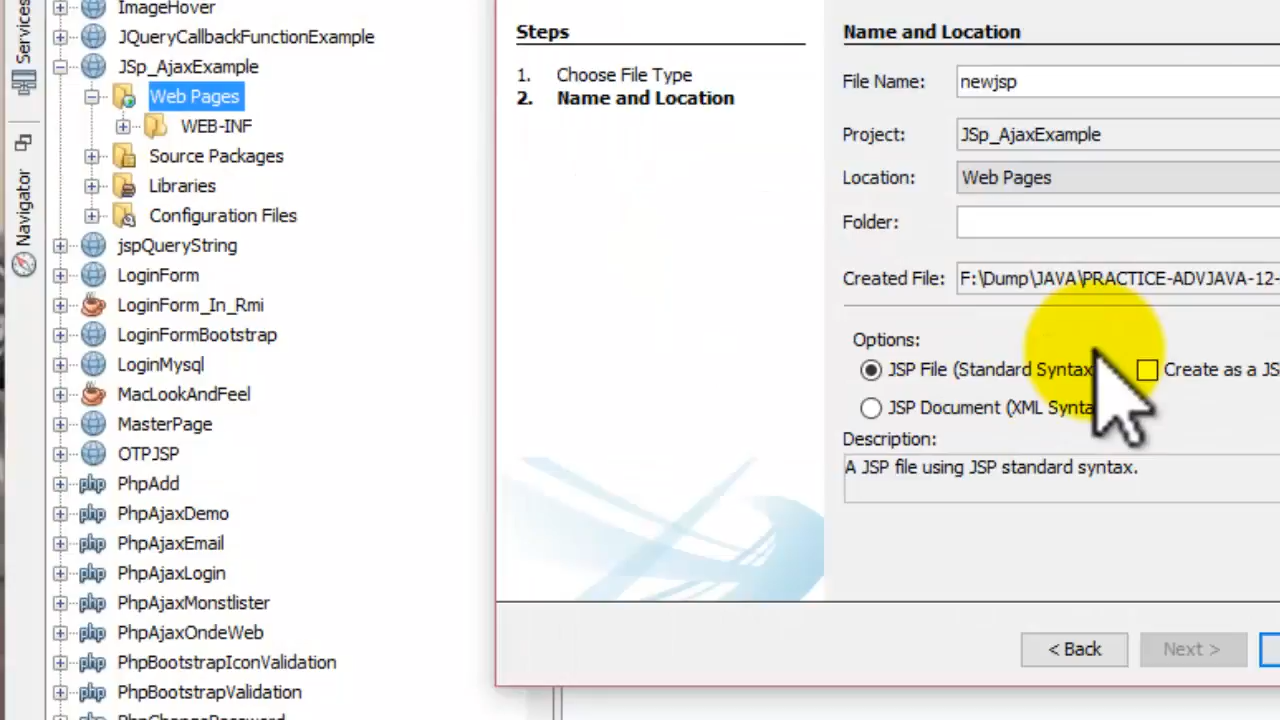 Services
Navigator
ImageHover
JQueryCallbackFunctionExample
JSp_AjaxExample
Web Pages
WEB-INF
Source Packages
Libraries
Configuration Files
jspQueryString
LoginForm
LoginForm_In_Rmi
LoginFormBootstrap
LoginMysql
MacLookAndFeel
MasterPage
OTPJSP
PhpAdd
PhpAjaxDemo
PhpAjaxEmail
PhpAjaxLogin
PhpAjaxMonstlister
PhpAjaxOndeWeb
PhpBootstrapIconValidation
PhpBootstrapValidation
Steps
1. Choose File Type
2. Name and Location
Name and Location
File Name: newjsp
Project: JSp_AjaxExample
Location: Web Pages
Folder:
Created File: F:\Dump\JAVA\PRACTICE-ADVJAVA-12-
Options:
JSP File (Standard Syntax Create as a JS
JSP Document (XML Synta
Description:
A JSP file using JSP standard syntax.
< Back Next >